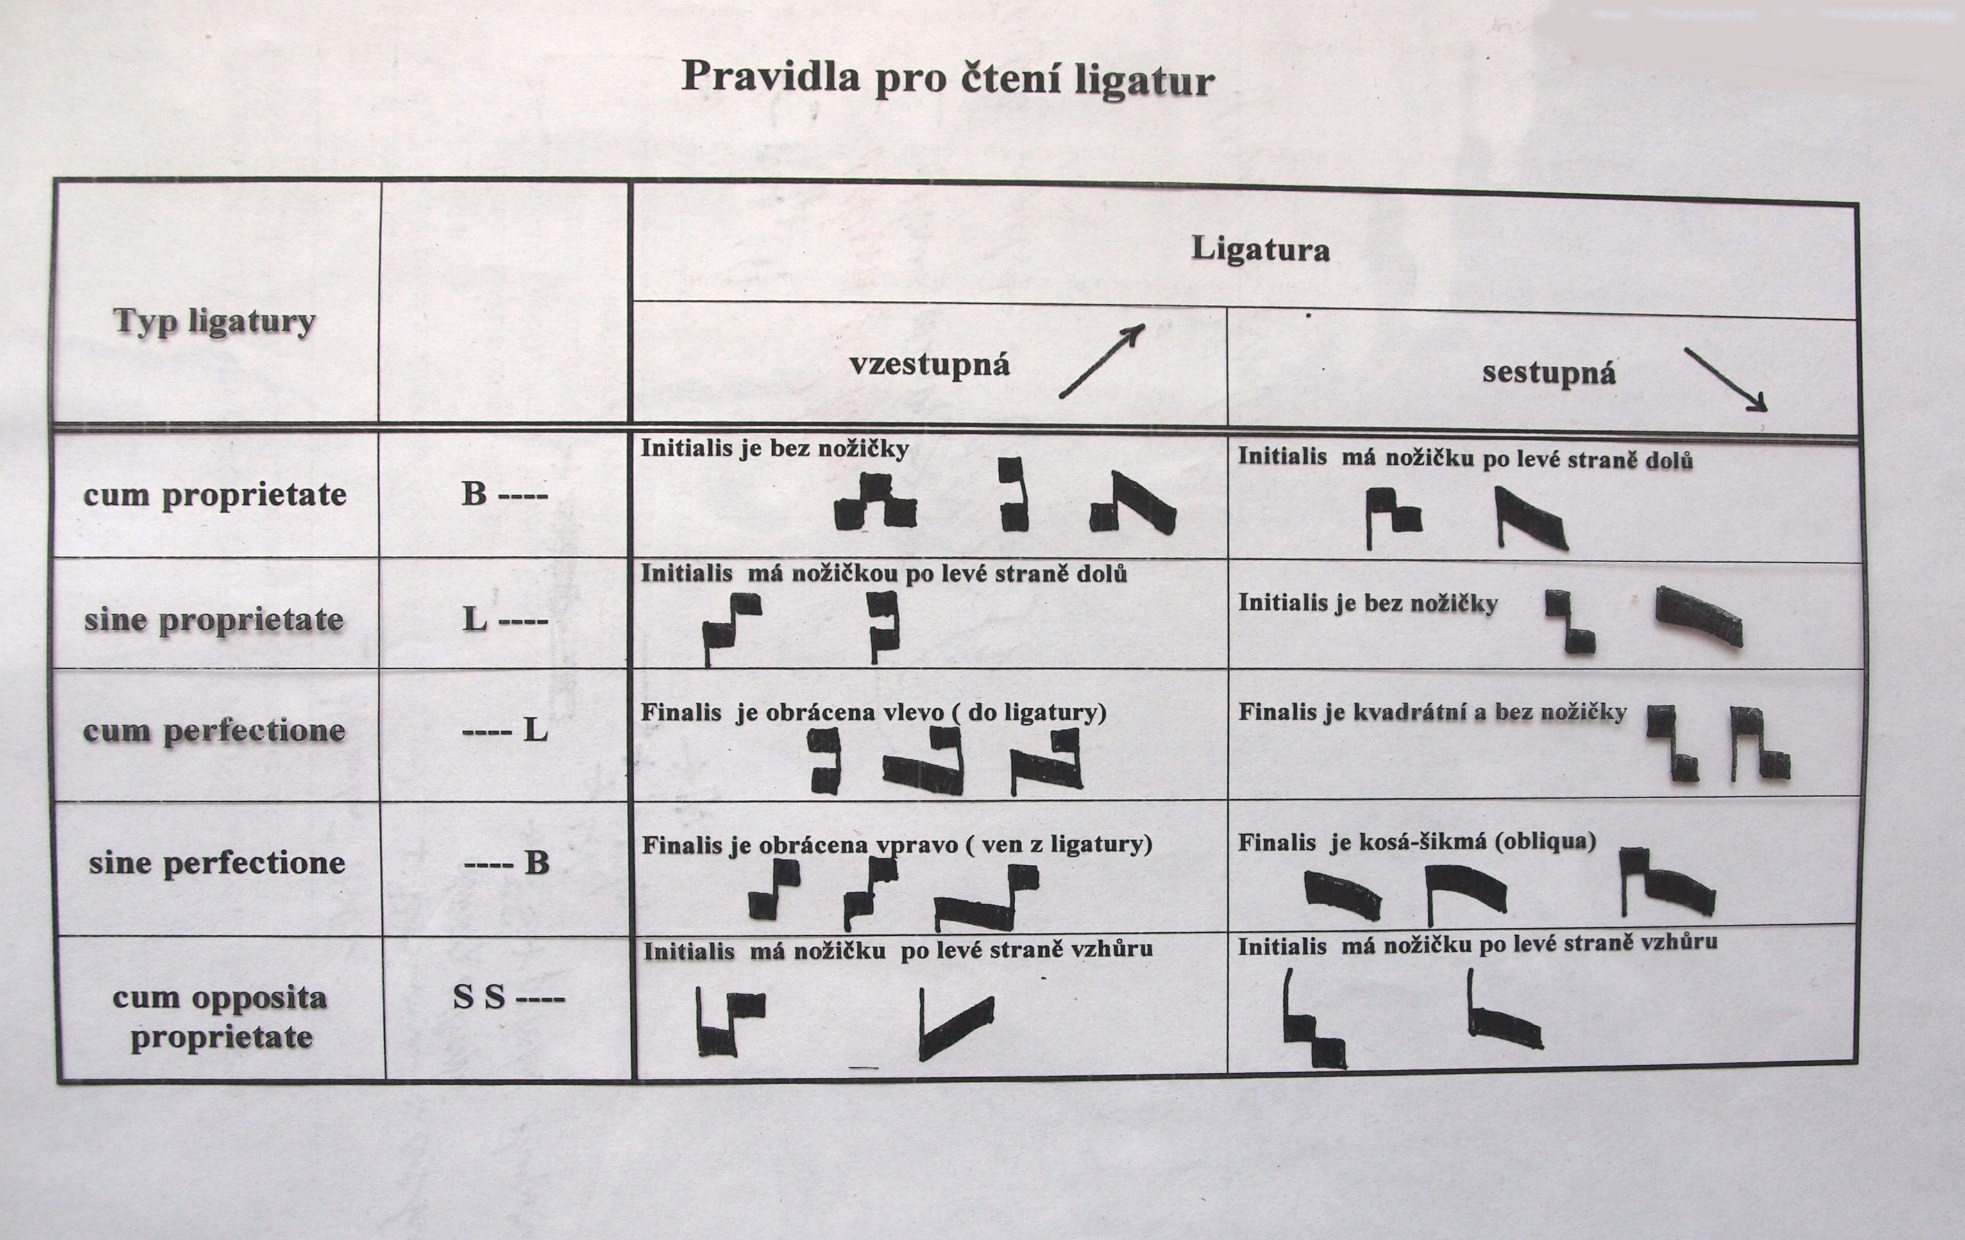 Pravidla pro čtení ligatur
Typ ligatury
Ligatura
vzestupná
sestupná
cum proprietate
B ----
Initialis je bez nožičky
Initialis má nožičku po levé straně dolů
sine proprietate
L ----
Initialis má nožičkou po levé straně dolů
Initialis je bez nožičky
cum perfectione
---- L
Finalis je obrácena vlevo ( do ligatury)
Finalis je kvadrátní a bez nožičky
sine perfectione
---- B
Finalis je obrácena vpravo ( ven z ligatury)
Finalis je kosá-šikmá (obliqua)
cum opposita
proprietate
S S ----
Initialis má nožičku po levé straně vzhůru
Initialis má nožičku po levé straně vzhůru